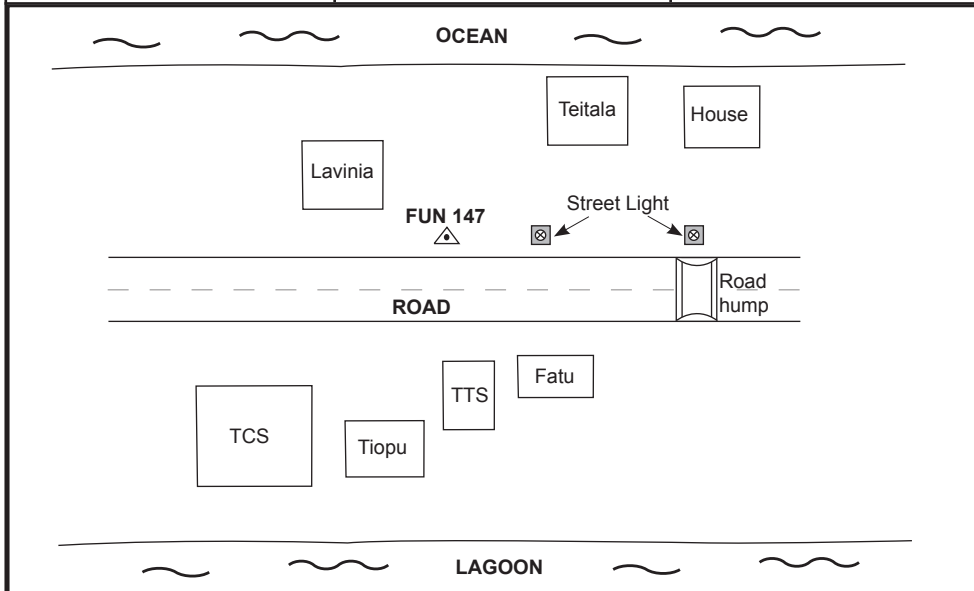 OCEAN
Teitala
House
Lavinia
Street Light
FUN 147
Road
hump
ROAD
Fatu
TTS
TCS
Tiopu
LAGOON